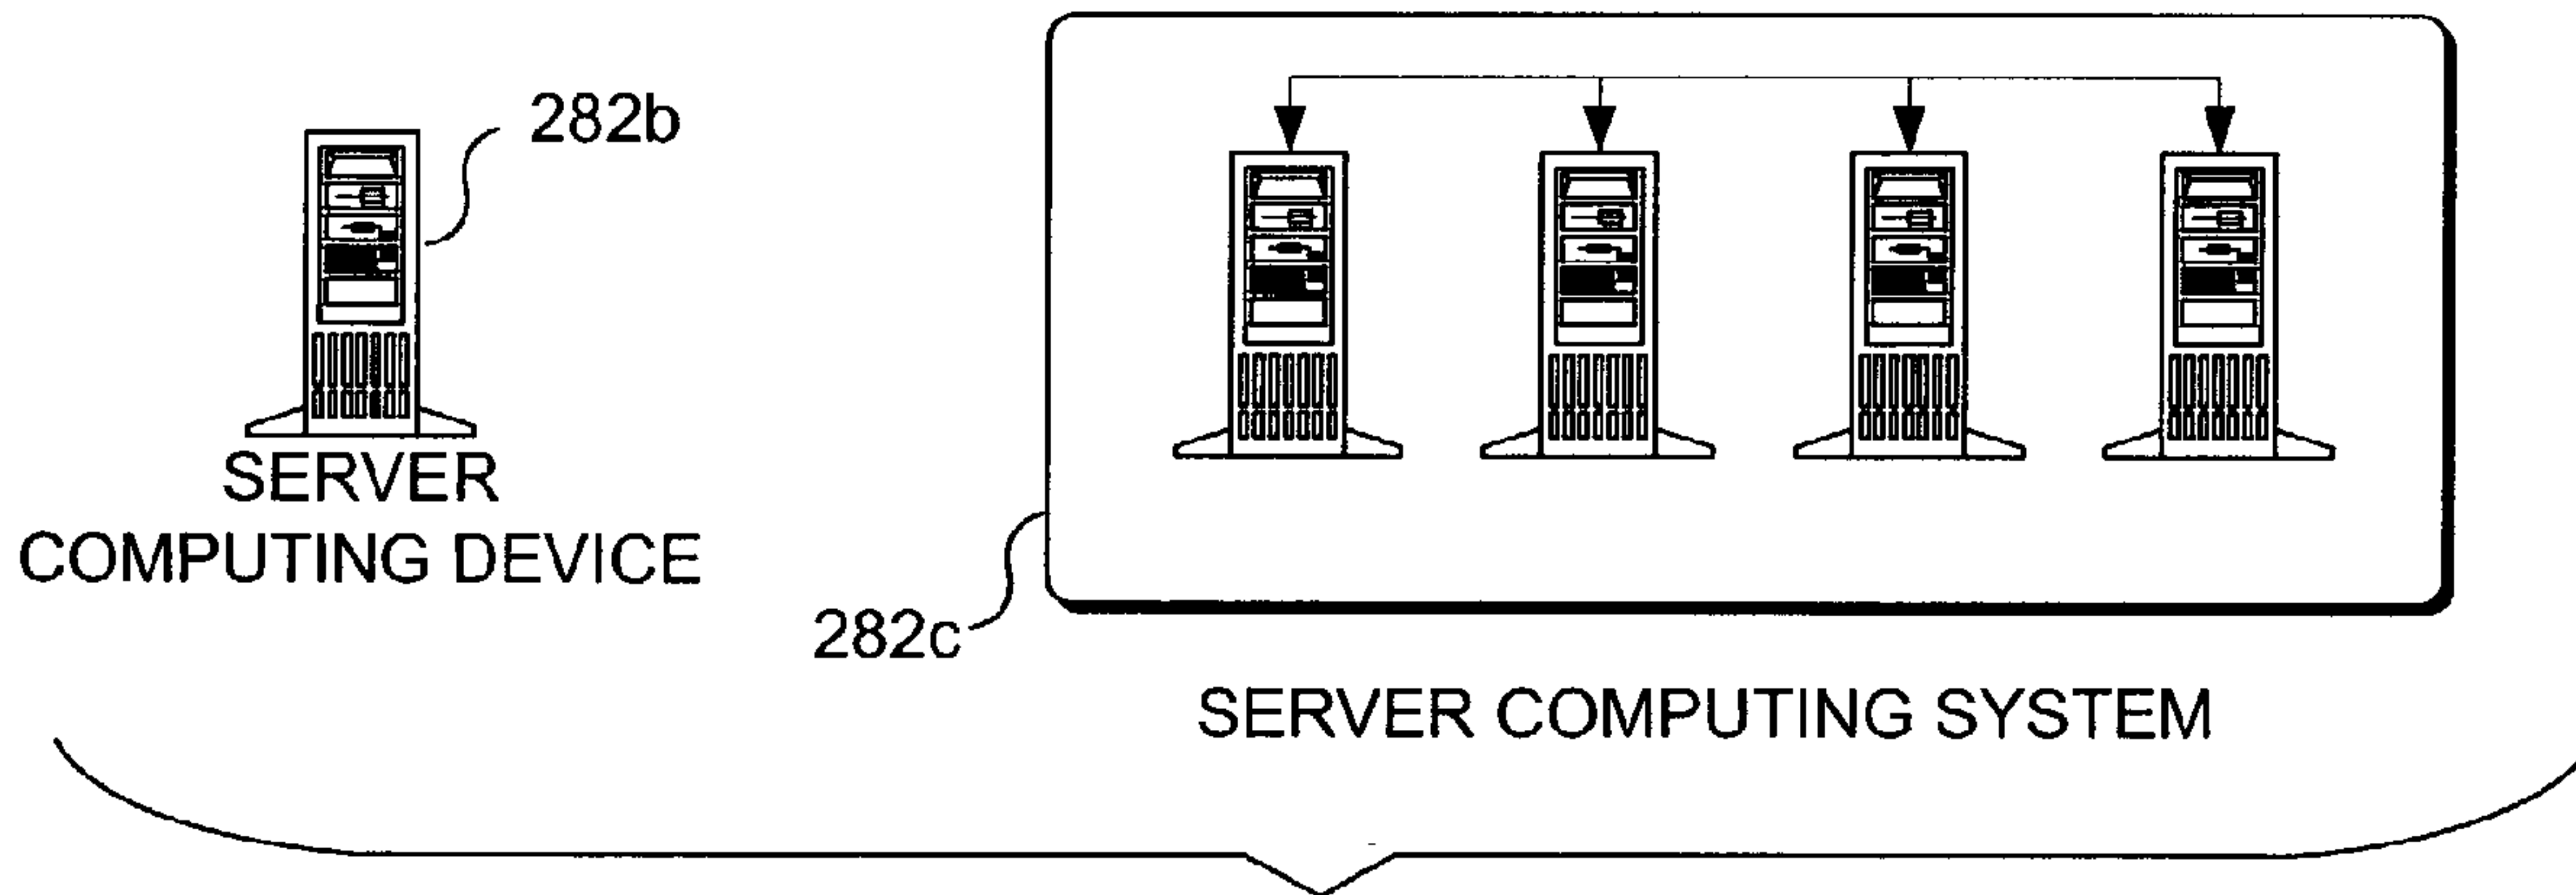 282b
SERVER
COMPUTING DEVICE
282c
SERVER COMPUTING SYSTEM